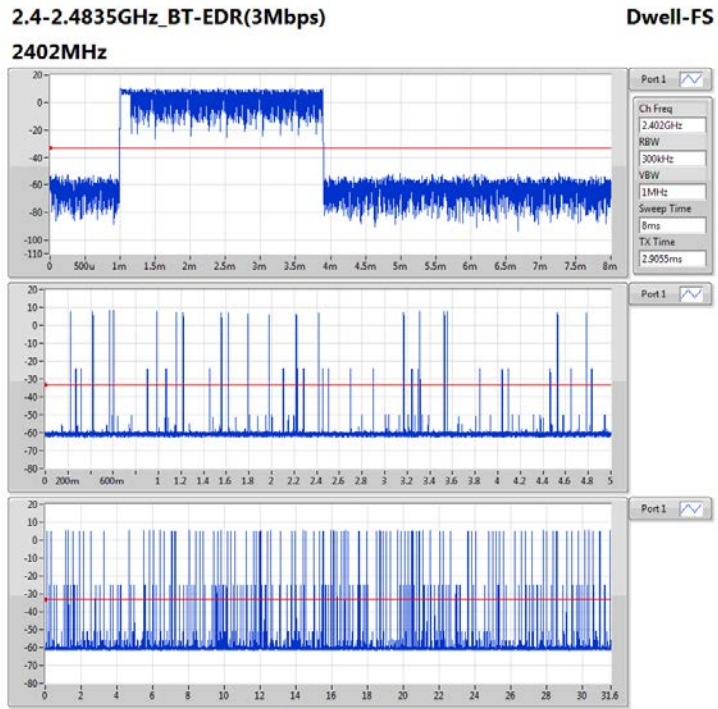 2.4-2.4835GHz_BT-EDR(3Mbps) Dwell-FS
2402MHz
20
0
-20
-40
-60
-80
-100
-110
0 500u 1m 1.5m 2m 2.5m 3m 3.5m 4m 4.5m 5m 5.5m 6m 6.5m 7m 7.5m 8m
Port 1
Ch Freq
2.402GHz
RBW
300kHz
VBW
1MHz
Sweep Time
8ms
TX Time
2.9055ms
20
10
0
-10
-20
-30
-40
-50
-60
-70
-80
0 200m 600m 1 1.2 1.4 1.6 1.8 2 2.2 2.4 2.6 2.8 3 3.2 3.4 3.6 3.8 4 4.2 4.4 4.6 4.8 5
Port 1
20
10
0
-10
-20
-30
-40
-50
-60
-70
-80
0 2 4 6 8 10 12 14 16 18 20 22 24 26 28 30 31.6
Port 1